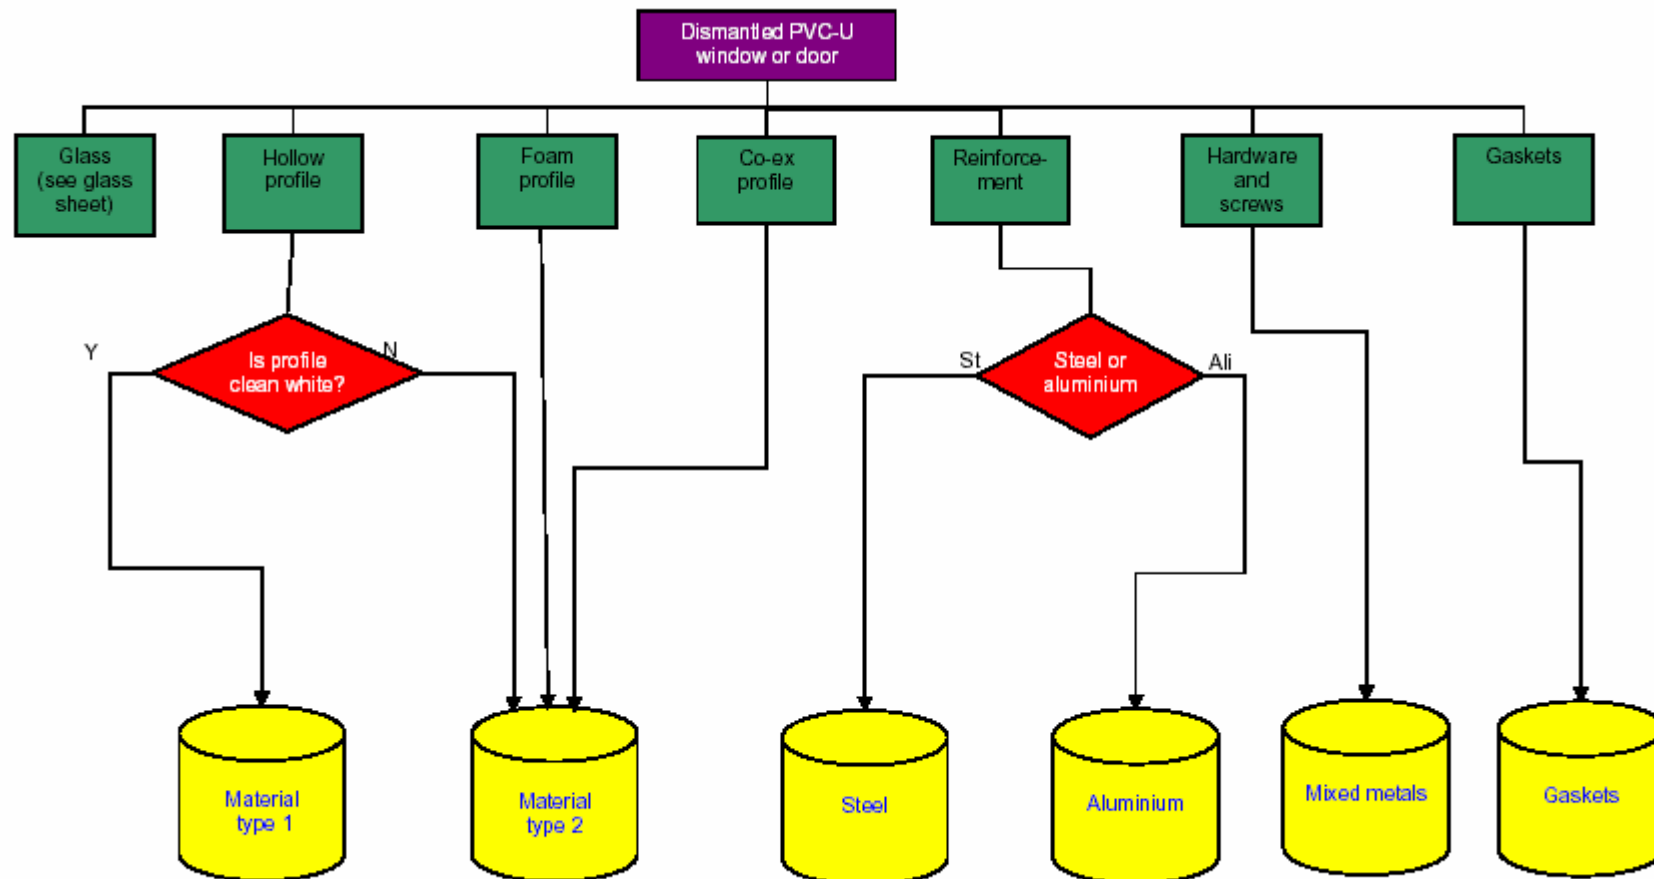 Dismantled PVC-U
window or door
Glass
(see glass
sheet)
Hollow
profile
Foam
profile
Co-ex
profile
Reinforce-
ment
Hardware
and
screws
Gaskets
Y
Is profile
clean white?
N
St
Steel or
aluminium
Ali
Material
type 1
Material
type 2
Steel
Aluminium
Mixed metals
Gaskets